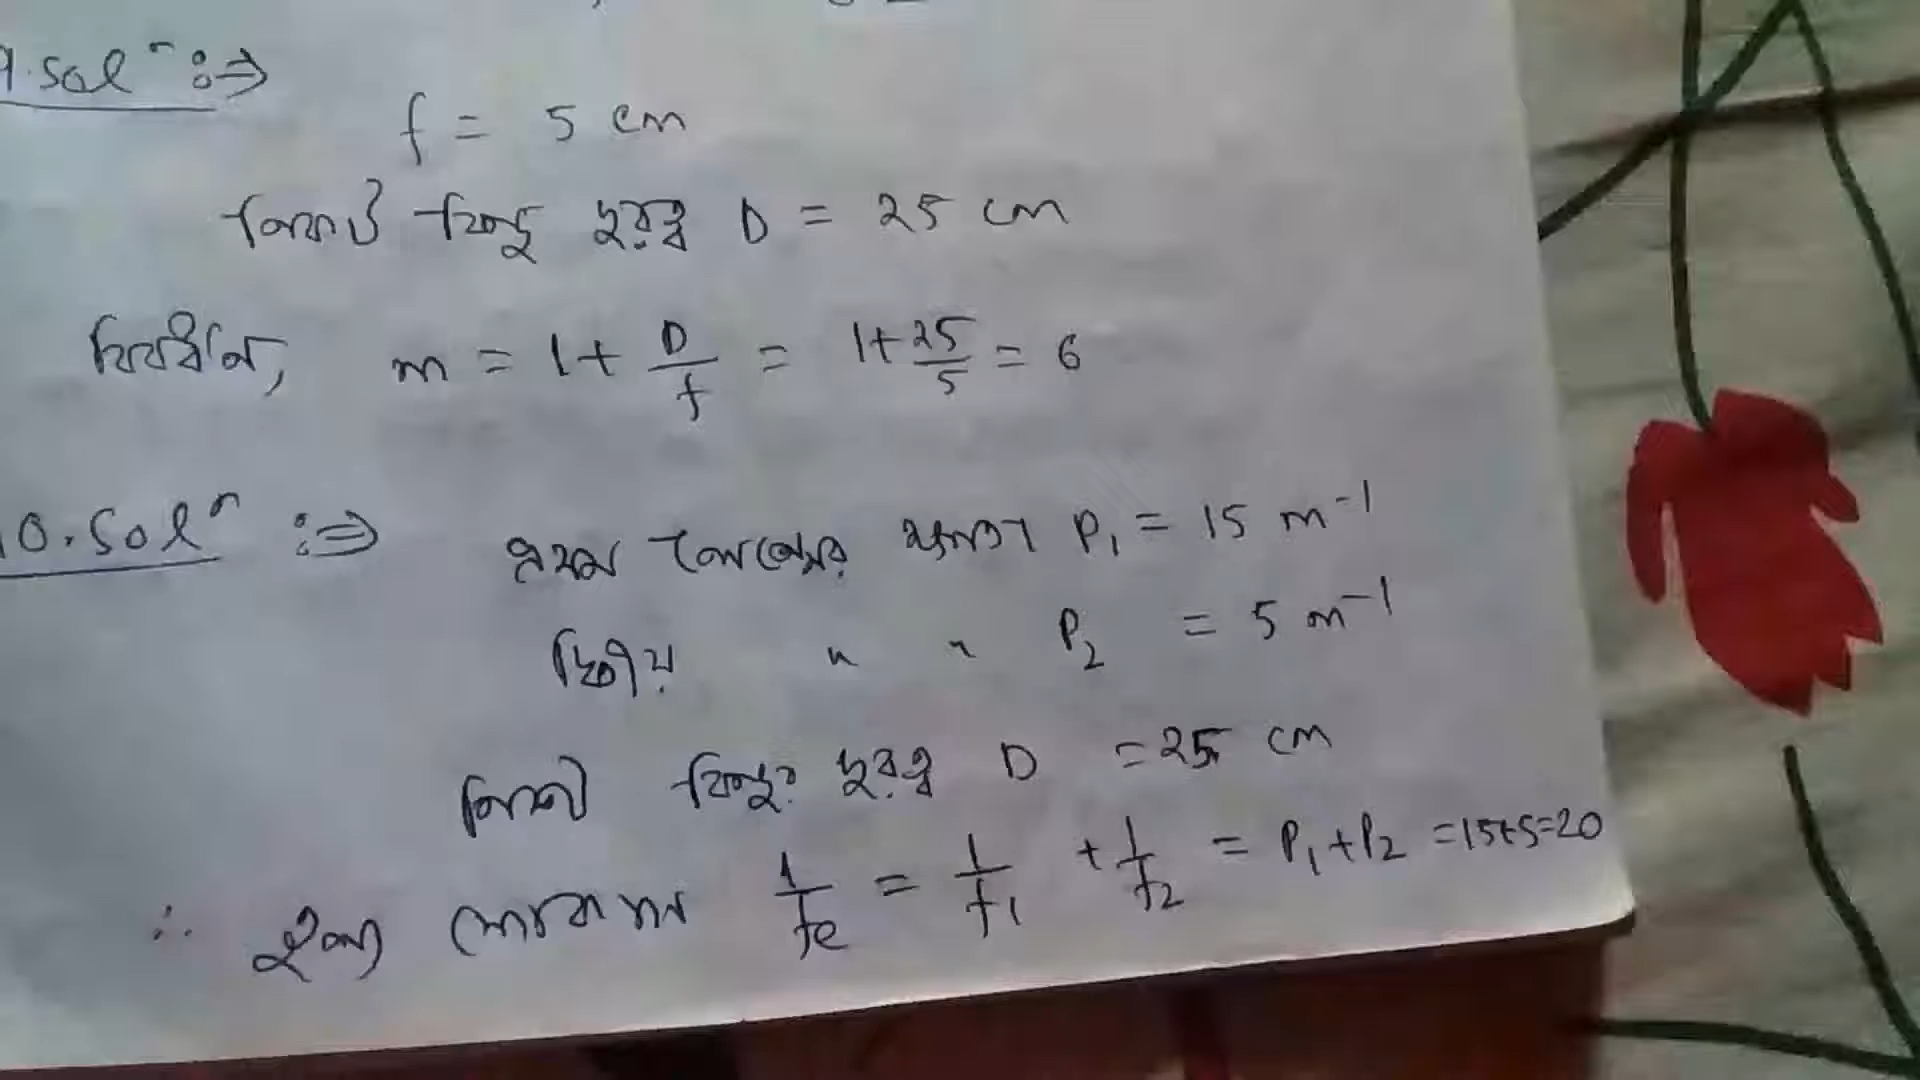 9. Solⁿ :⇒
f = 5 cm
নিকট বিন্দু দূরত্ব D = 25 cm
বিবর্ধন, m = 1 + D/f = 1 + 25/5 = 6
10. Solⁿ :⇒ প্রথম লেন্সের ক্ষমতা P₁ = 15 m⁻¹
দ্বিতীয় " " P₂ = 5 m⁻¹
নিকট বিন্দুর দূরত্ব D = 25 cm
∴ তুল্য ফোকাস 1/fe = 1/f₁ + 1/f₂ = P₁+P₂ = 15+5=20